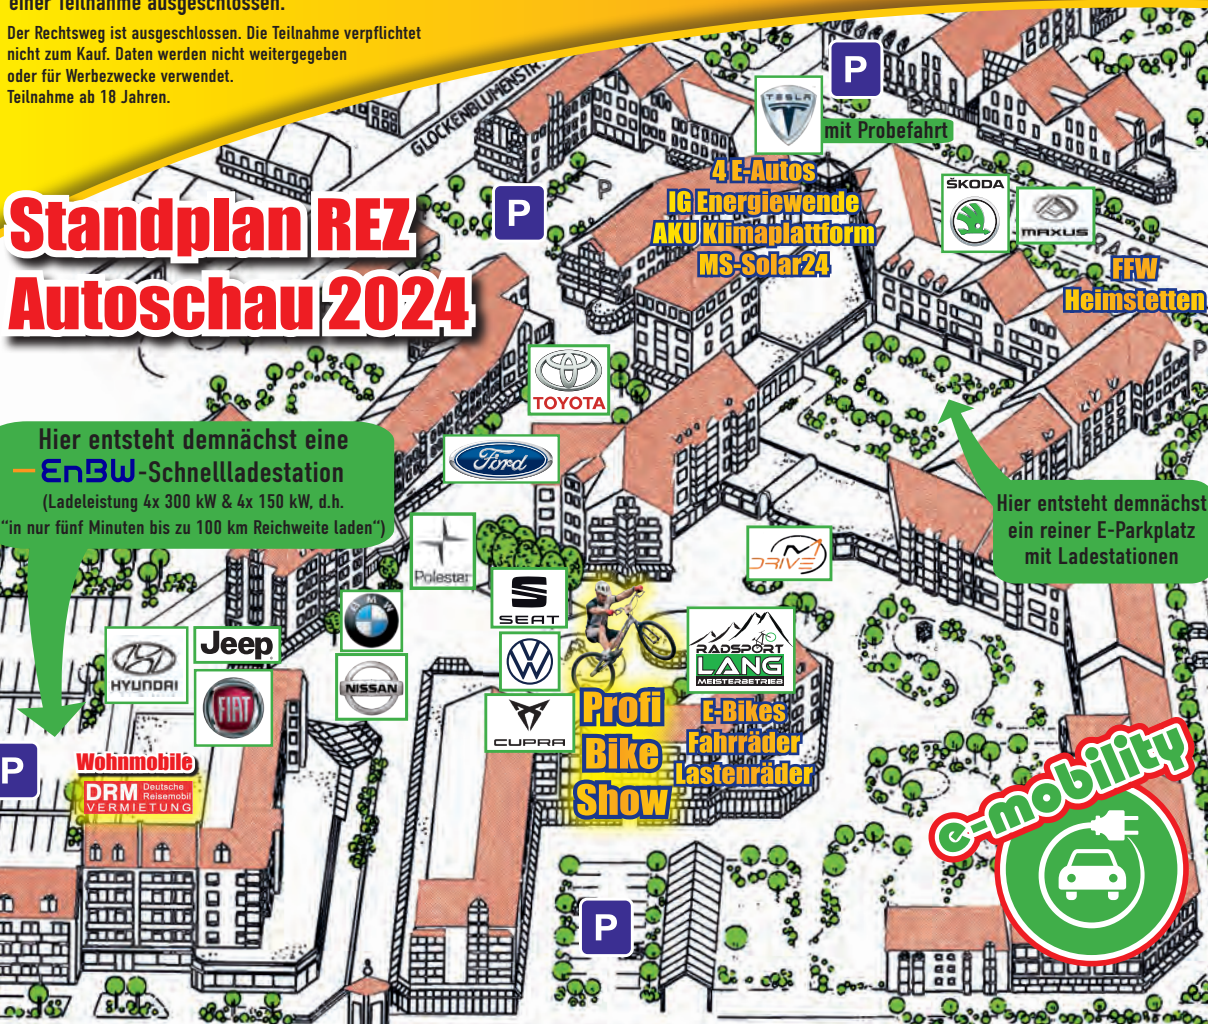 einer Teilnahme ausgeschlossen.
Der Rechtsweg ist ausgeschlossen. Die Teilnahme verpflichtet
nicht zum Kauf. Daten werden nicht weitergegeben
oder für Werbezwecke verwendet.
Teilnahme ab 18 Jahren.
GLOCKENBLUMENSTR.
P
TESLA
mit Probefahrt
4 E-Autos
IG Energiewende
AKU Klimaplattform
MS-Solar24
P
P
ŠKODA
MAXUS
FFW
Heimstetten
P
Standplan REZ
Autoschau 2024
TOYOTA
Ford
Hier entsteht demnächst eine
EnBW-Schnellladestation
(Ladeleistung 4x 300 kW & 4x 150 kW, d.h.
“in nur fünf Minuten bis zu 100 km Reichweite laden“)
Hier entsteht demnächst
ein reiner E-Parkplatz
mit Ladestationen
Polestar
DRIVE
SEAT
BMW
VW
NISSAN
CUPRA
HYUNDAI
Jeep
FIAT
RADSPORT
LANG
MEISTERBETRIEB
Profi
Bike
Show
E-Bikes
Fahrräder
Lastenräder
P
Wohnmobile
DRM Deutsche
Reisemobil
VERMIETUNG
e-mobility
P